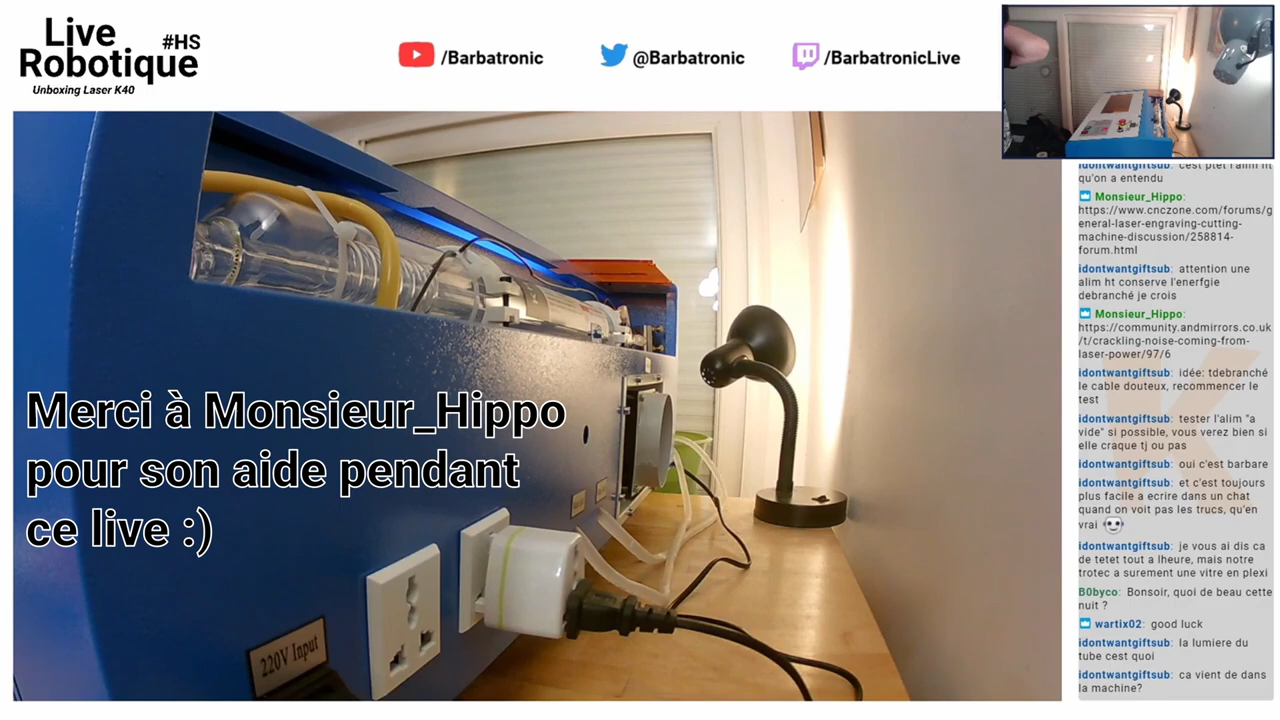 Live
Robotique
#HS
Unboxing Laser K40
/Barbatronic
@Barbatronic
/BarbatronicLive
Merci à Monsieur_Hippo
pour son aide pendant
ce live :)
220V Input
idontwantgiftsub: c'est ptet l'alim ht
qu'on a entendu
Monsieur_Hippo:
https://www.cnczone.com/forums/g
eneral-laser-engraving-cutting-
machine-discussion/258814-
forum.html
idontwantgiftsub: attention une
alim ht conserve l'enerfgie
debranché je crois
Monsieur_Hippo:
https://community.andmirrors.co.uk
/t/crackling-noise-coming-from-
laser-power/97/6
idontwantgiftsub: idée: tdebranché
le cable douteux, recommencer le
test
idontwantgiftsub: tester l'alim "a
vide" si possible, vous verez bien si
elle craque tj ou pas
idontwantgiftsub: oui c'est barbare
idontwantgiftsub: et c'est toujours
plus facile a ecrire dans un chat
quand on voit pas les trucs, qu'en
vrai
idontwantgiftsub: je vous ai dis ca
de tetet tout a lheure, mais notre
trotec a surement une vitre en plexi
B0byco: Bonsoir, quoi de beau cette
nuit ?
wartix02: good luck
idontwantgiftsub: la lumiere du
tube cest quoi
idontwantgiftsub: ca vient de dans
la machine?